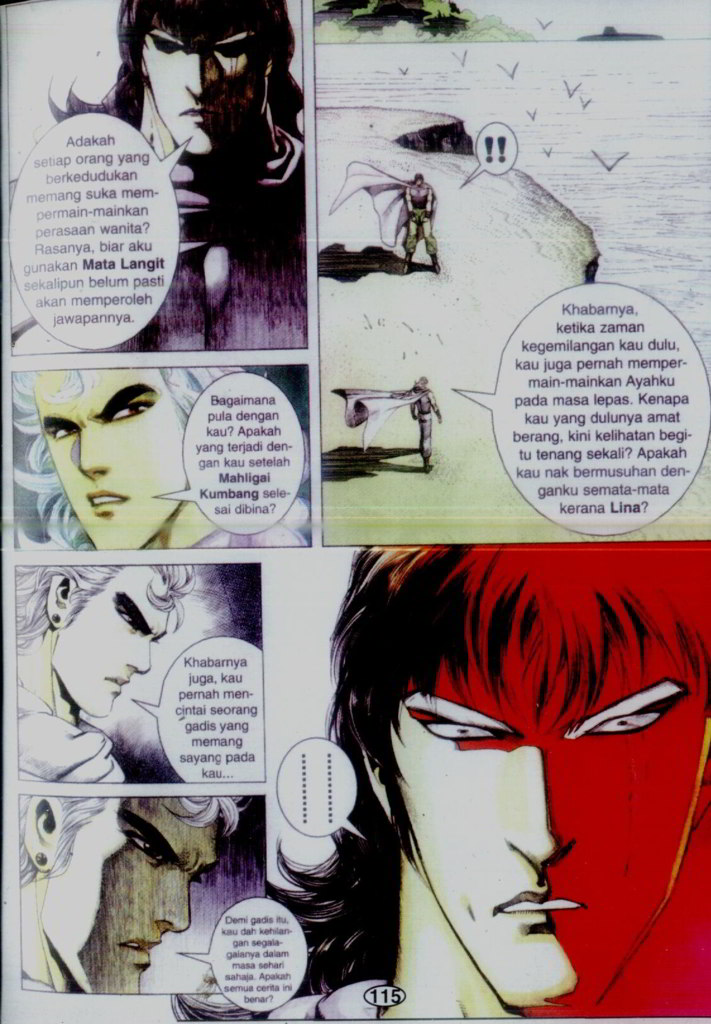 Adakah
setiap orang yang
berkedudukan
memang suka mem-
permain-mainkan
perasaan wanita?
Rasanya, biar aku
gunakan Mata Langit
sekalipun belum pasti
akan memperoleh
jawapannya.
!!
Khabarnya,
ketika zaman
kegemilangan kau dulu,
kau juga pernah memper-
main-mainkan Ayahku
pada masa lepas. Kenapa
kau yang dulunya amat
berang, kini kelihatan begi-
tu tenang sekali? Apakah
kau nak bermusuhan de-
nganku semata-mata
kerana Lina?
Bagaimana
pula dengan
kau? Apakah
yang terjadi den-
gan kau setelah
Mahligai
Kumbang sele-
sai dibina?
Khabarnya
juga, kau
pernah men-
cintai seorang
gadis yang
memang
sayang pada
kau...
Demi gadis itu,
kau dah kehilan-
gan segala-
galanya dalam
masa sehari
sahaja. Apakah
semua cerita ini
benar?
115